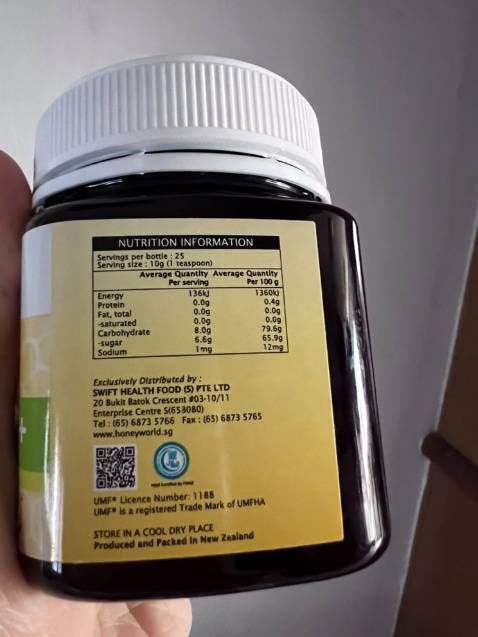 NUTRITION INFORMATION
Servings per bottle : 25
Serving size : 10g (1 teaspoon)
Average Quantity Average Quantity
Per serving Per 100 g
Energy 136kJ 1360kJ
Protein 0.0g 0.4g
Fat, total 0.0g 0.0g
-saturated 0.0g 0.0g
Carbohydrate 8.0g 79.6g
-sugar 6.6g 65.9g
Sodium 1mg 12mg
Exclusively Distributed by :
SWIFT HEALTH FOOD (S) PTE LTD
20 Bukit Batok Crescent #03-10/11
Enterprise Centre S(658080)
Tel : (65) 6873 5766 Fax : (65) 6873 5765
www.honeyworld.sg
UMF® Licence Number: 1188
UMF® is a registered Trade Mark of UMFHA
STORE IN A COOL DRY PLACE
Produced and Packed in New Zealand